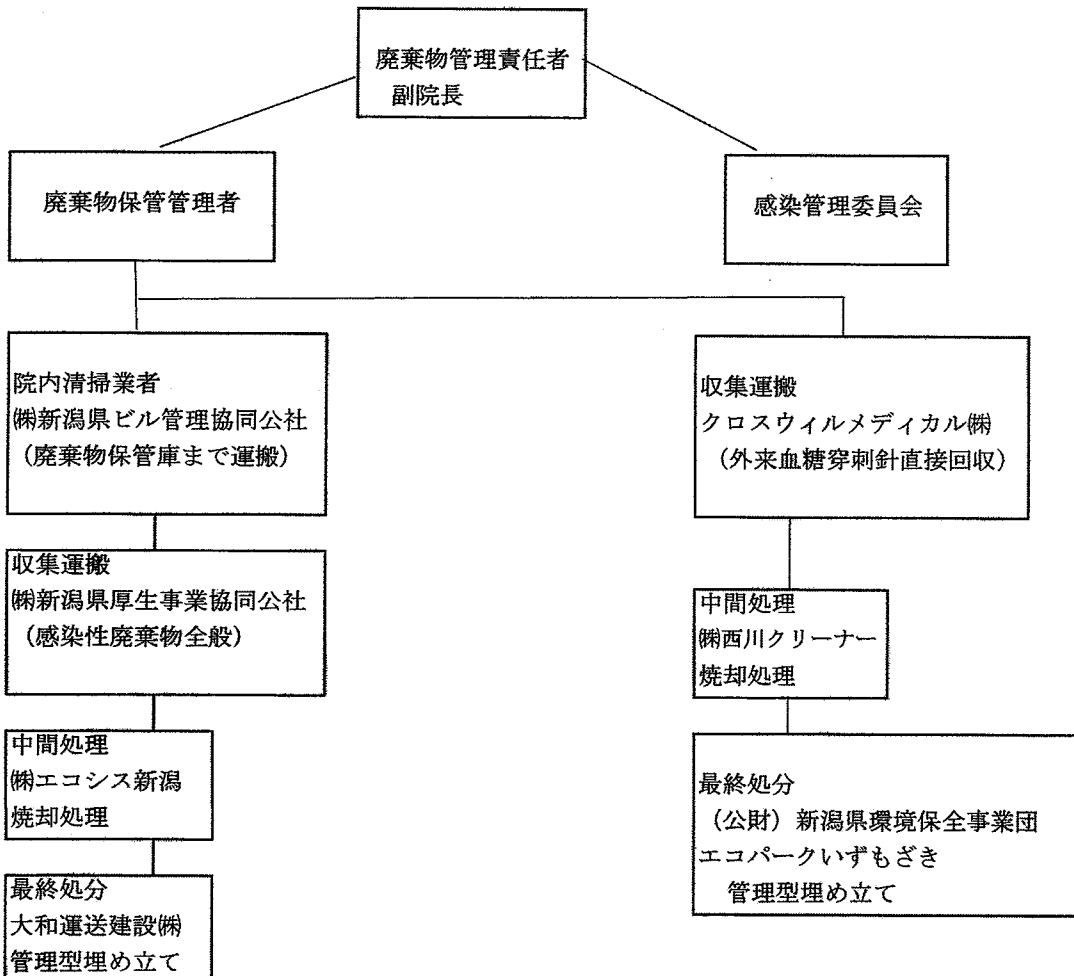 廃棄物管理責任者
副院長
廃棄物保管管理者
感染管理委員会
院内清掃業者
㈱新潟県ビル管理協同公社
(廃棄物保管庫まで運搬)
収集運搬
㈱新潟県厚生事業協同公社
(感染性廃棄物全般)
中間処理
㈱エコシス新潟
焼却処理
最終処分
大和運送建設㈱
管理型埋め立て
収集運搬
クロスウィルメディカル㈱
(外来血糖穿刺針直接回収)
中間処理
㈱西川クリーナー
焼却処理
最終処分
(公財)新潟県環境保全事業団
エコパークいずもざき
管理型埋め立て